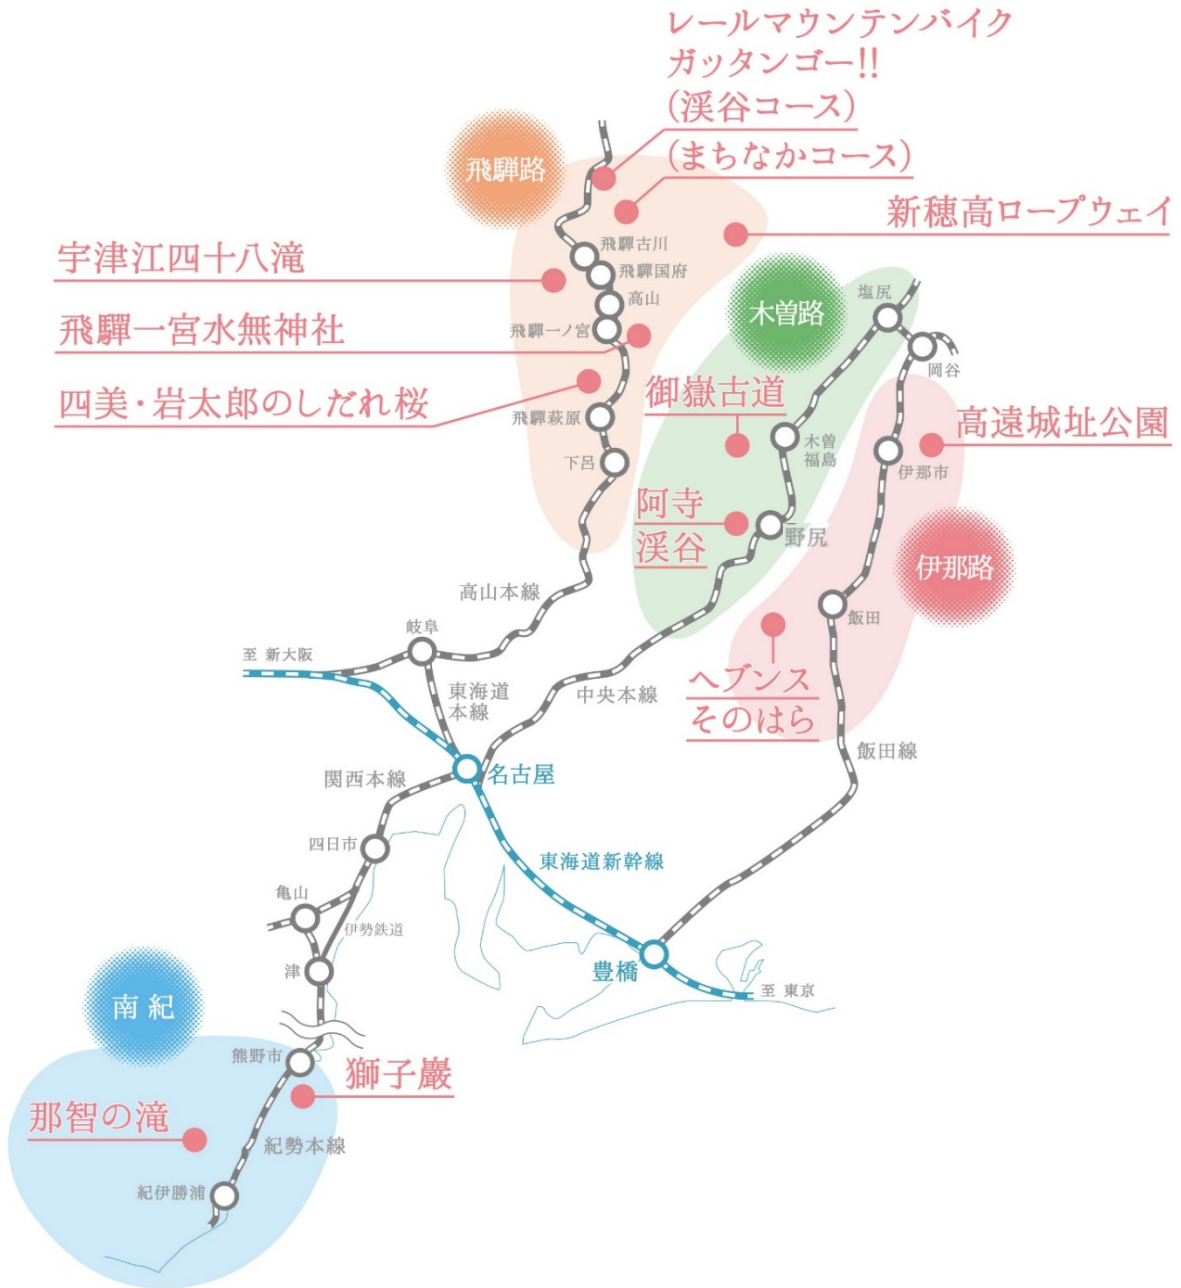 レールマウンテンバイク
ガッタンゴー!!
(渓谷コース)
(まちなかコース)
飛驒路
新穂高ロープウェイ
宇津江四十八滝
飛驒古川
飛驒国府
高山
木曽路
塩尻
飛驒一宮水無神社
飛驒一ノ宮
岡谷
四美・岩太郎のしだれ桜
御嶽古道
高遠城址公園
飛驒萩原
木曽
福島
伊那市
下呂
阿寺
渓谷
野尻
伊那路
高山本線
飯田
岐阜
至 新大阪
東海道
本線
中央本線
ヘブンス
そのはら
飯田線
関西本線
名古屋
四日市
東海道新幹線
亀山
伊勢鉄道
津
豊橋
至 東京
南紀
熊野市
獅子巖
那智の滝
紀勢本線
紀伊勝浦